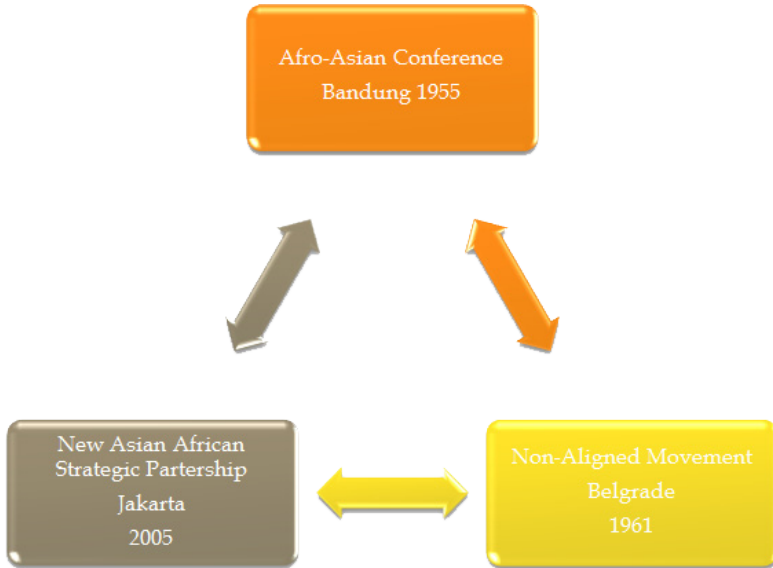 Afro-Asian Conference
Bandung 1955
New Asian African
Strategic Partership
Jakarta
2005
Non-Aligned Movement
Belgrade
1961